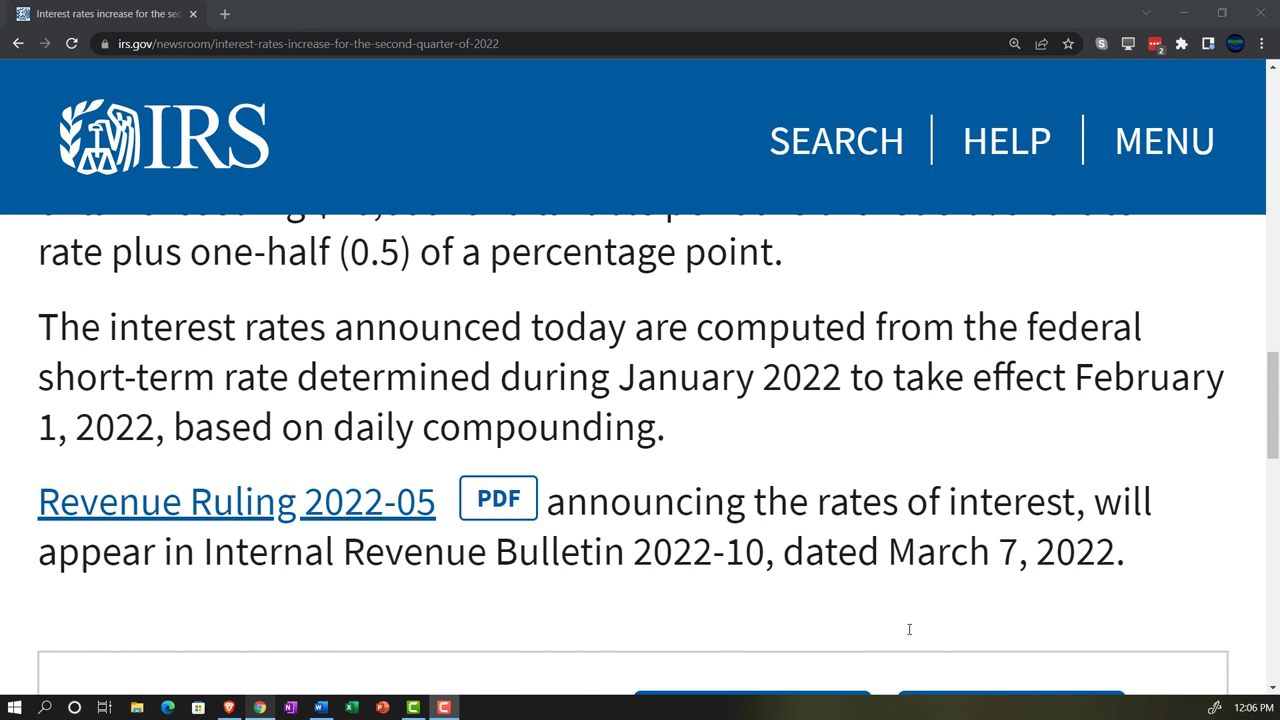 Interest rates increase for the sec
irs.gov/newsroom/interest-rates-increase-for-the-second-quarter-of-2022
2
IRS
SEARCH HELP MENU
rate plus one-half (0.5) of a percentage point.
The interest rates announced today are computed from the federal
short-term rate determined during January 2022 to take effect February
1, 2022, based on daily compounding.
Revenue Ruling 2022-05 PDF announcing the rates of interest, will
appear in Internal Revenue Bulletin 2022-10, dated March 7, 2022.
12:06 PM